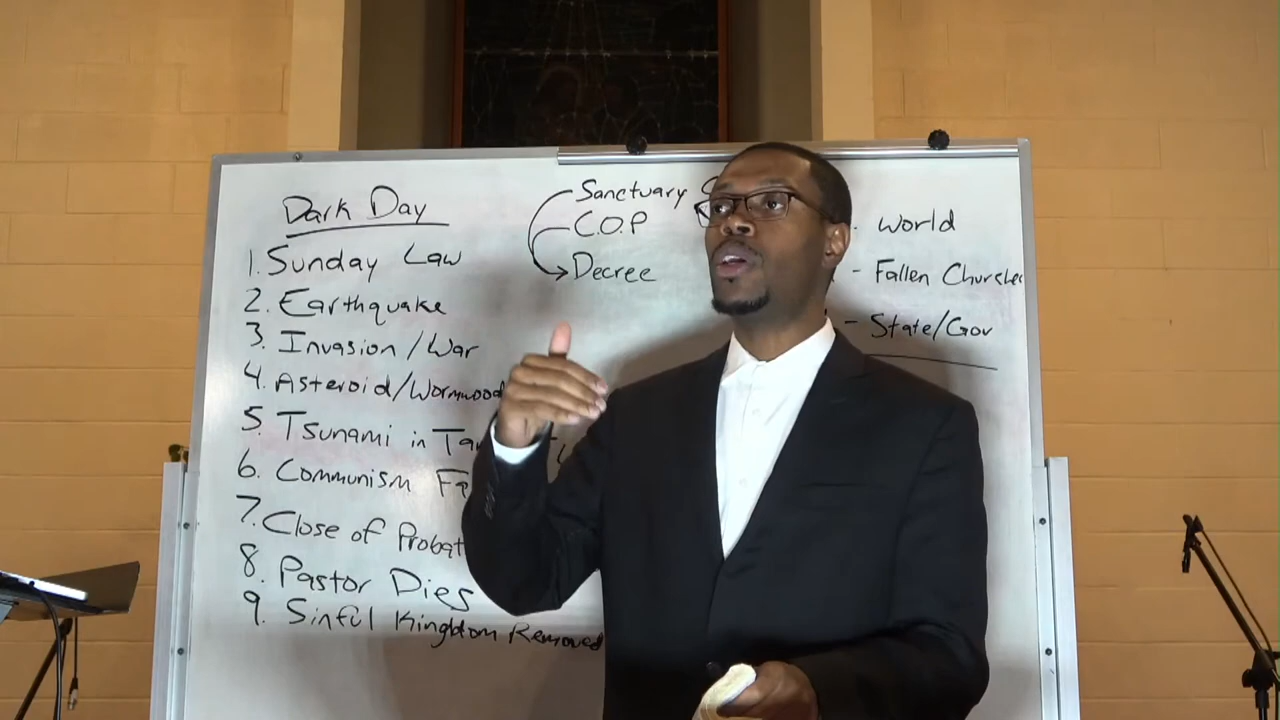 Dark Day
1. Sunday Law
2. Earthquake
3. Invasion / War
4. Asteroid/Wormwood
5. Tsunami in
6. Communism
7. Close of
8. Pastor Dies
9. Sinful Kingdom Removed
Sanctuary
C.O.P
Decree
World
- Fallen Churches
- State/Gov